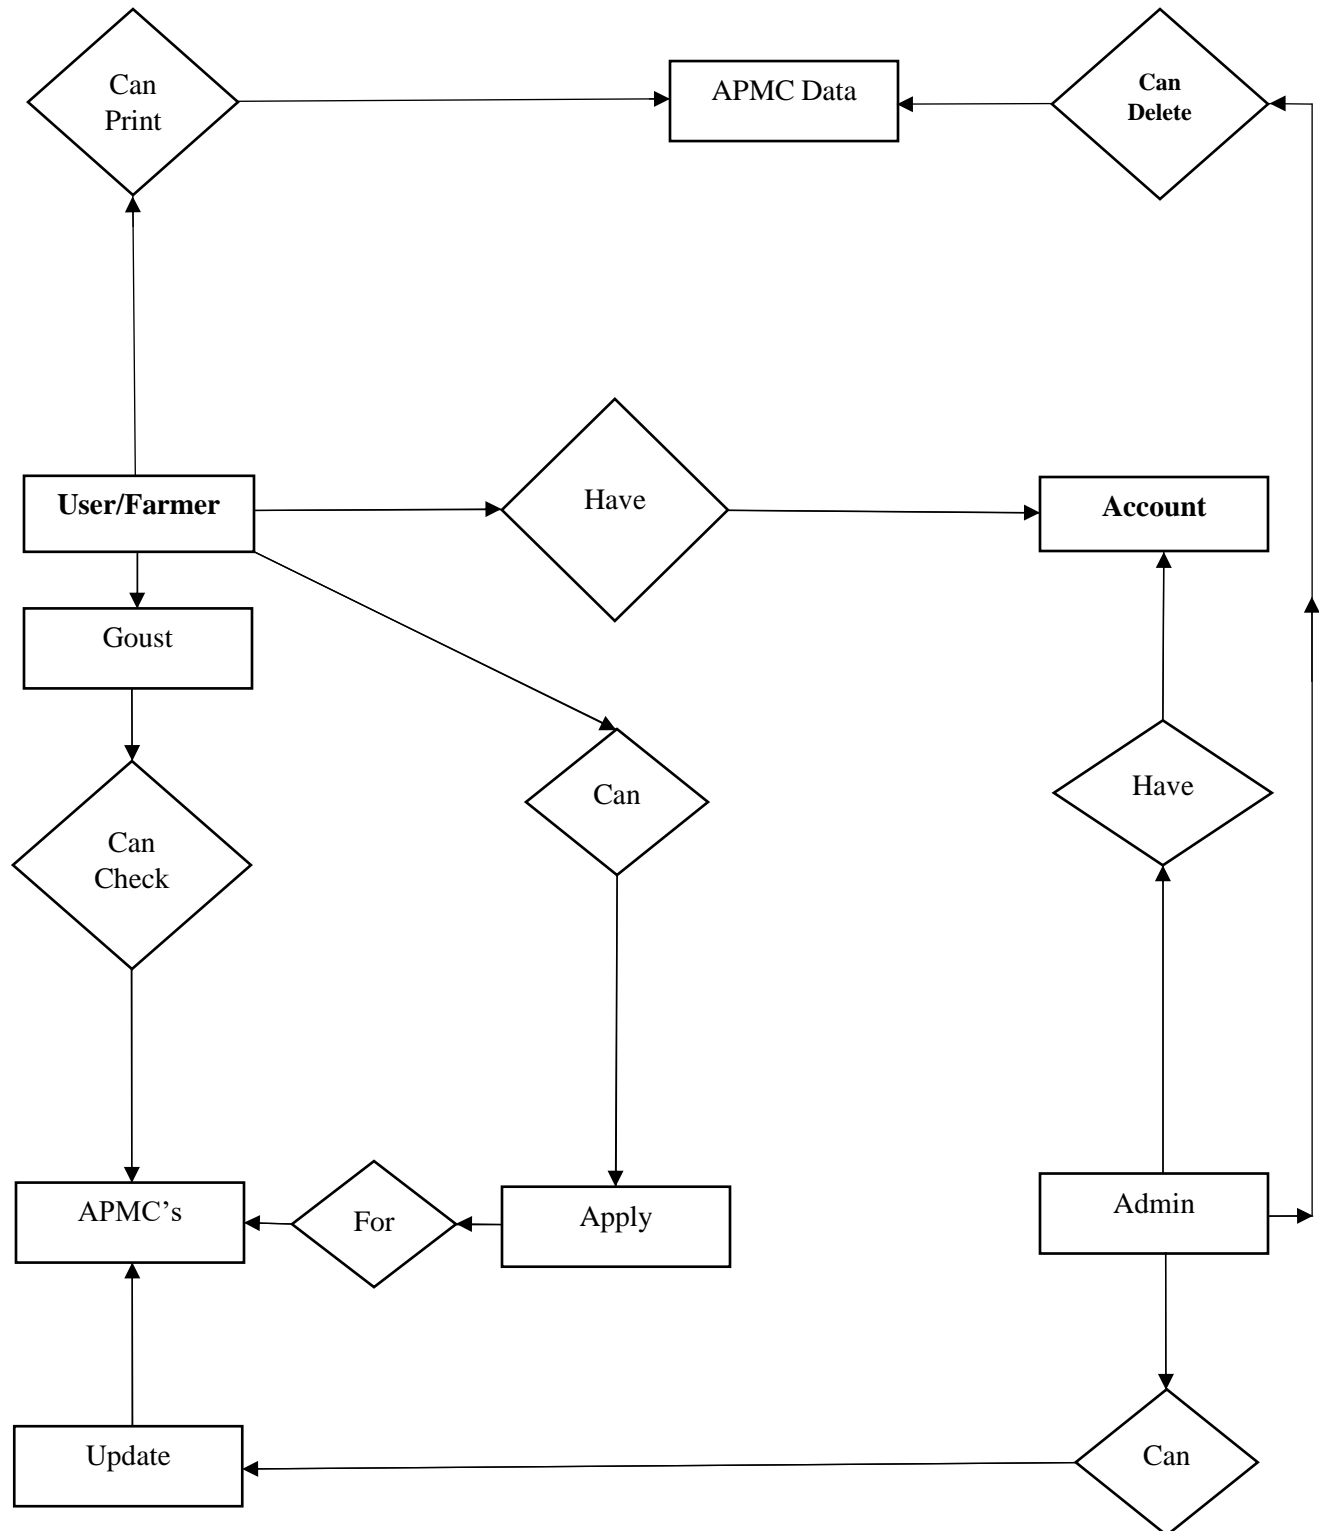 Can
Print
APMC Data
Can
Delete
User/Farmer
Have
Account
Goust
Can
Have
Can
Check
APMC’s
For
Apply
Admin
Update
Can